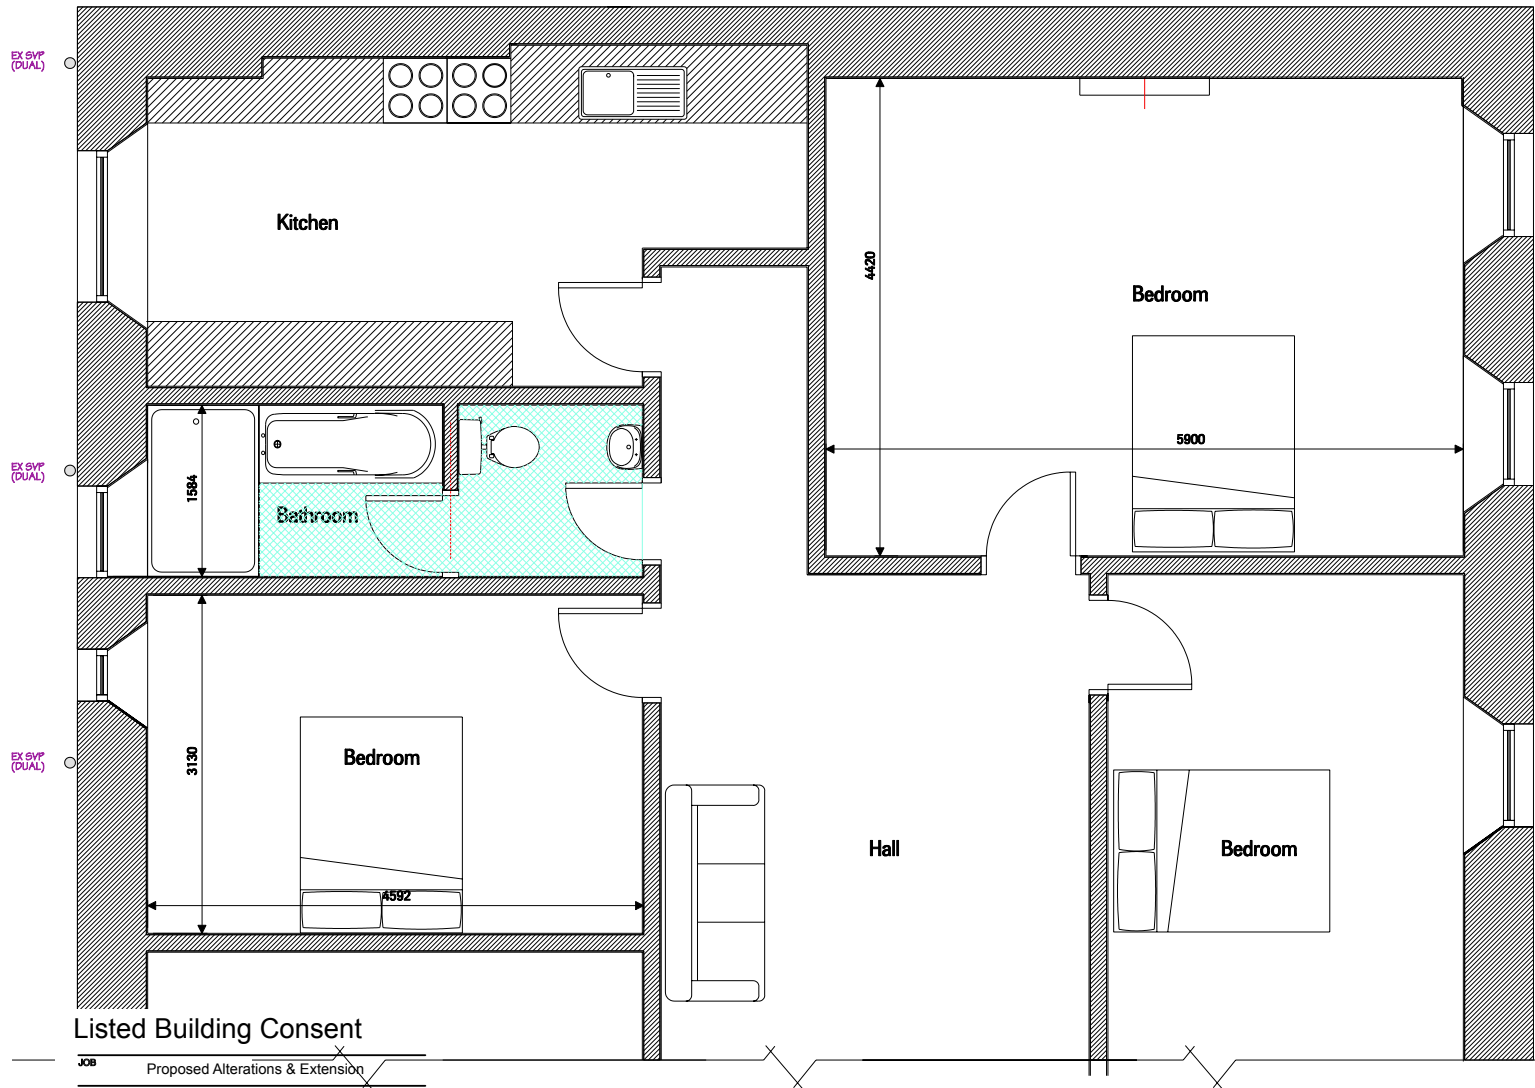 EX SVP
(DUAL)
Kitchen
4420
Bedroom
5900
EX SVP
(DUAL)
1584
Bathroom
EX SVP
(DUAL)
3130
Bedroom
4592
Hall
Bedroom
Listed Building Consent
JOB
Proposed Alterations & Extension